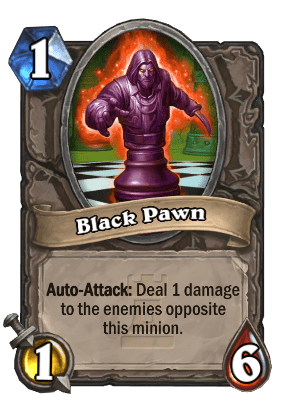 1
Black Pawn
Auto-Attack: Deal 1 damage
to the enemies opposite
this minion.
1
6